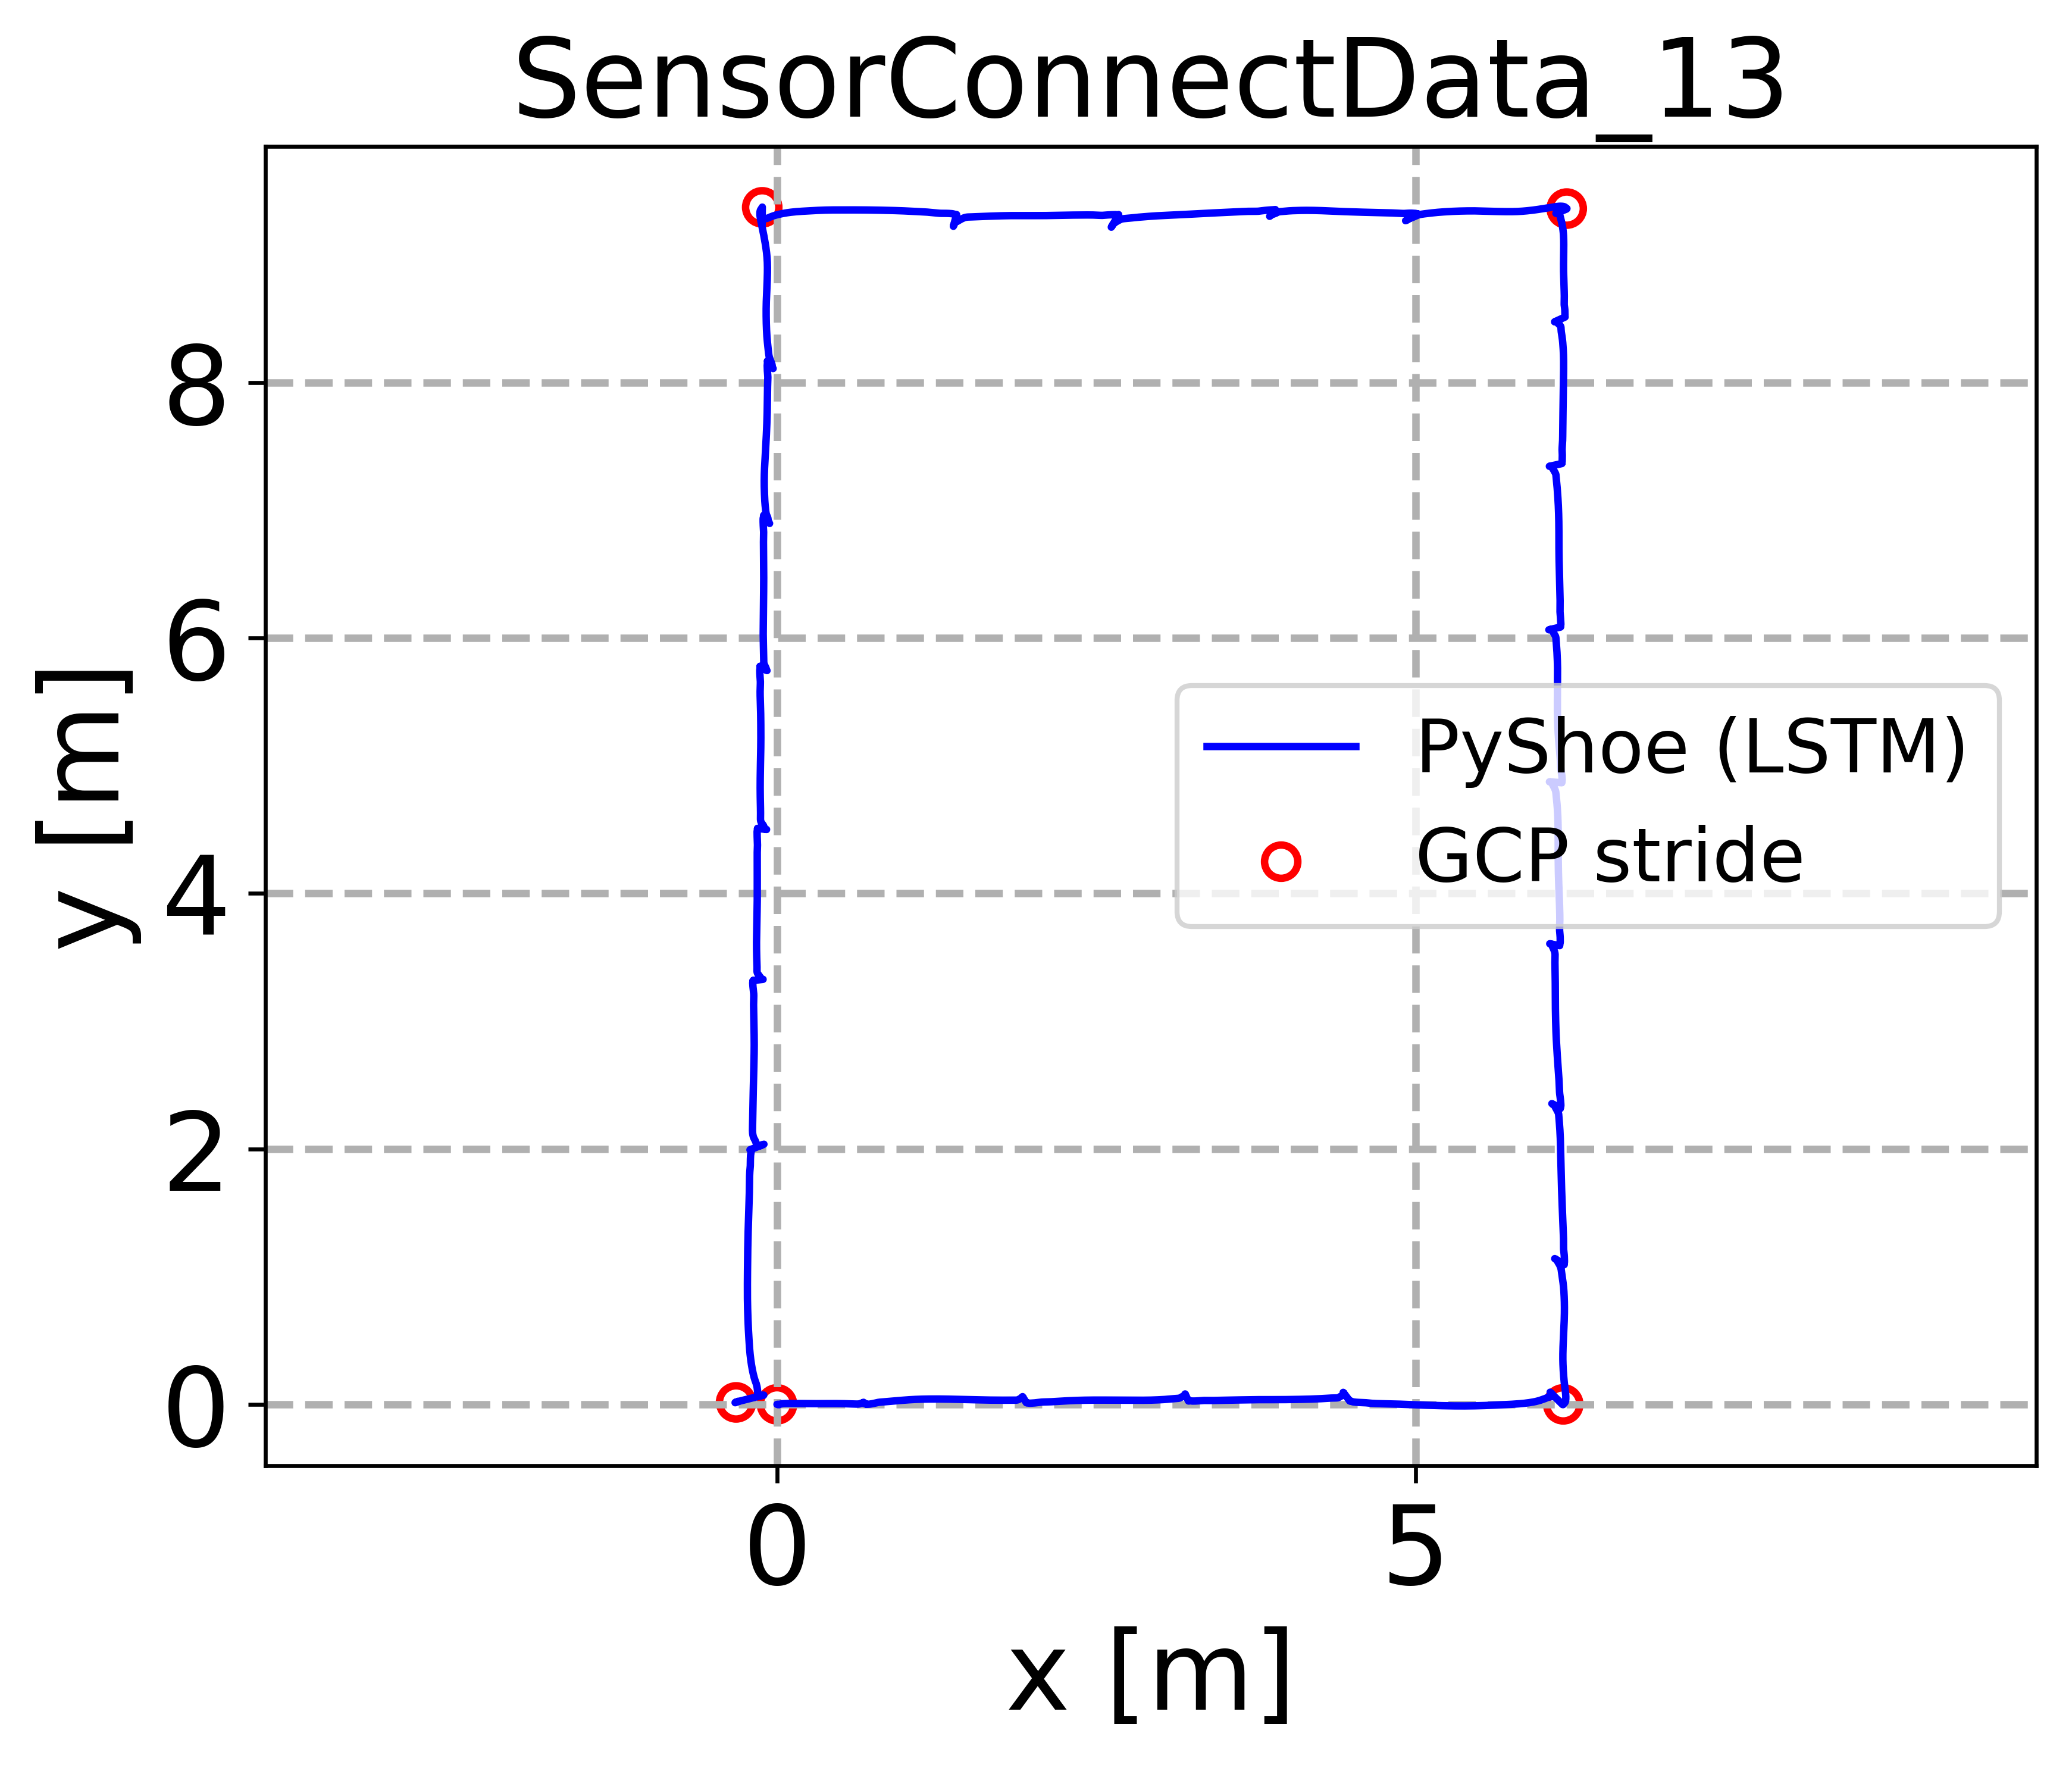 SensorConnectData_13
8
6
4
2
0
y [m]
PyShoe (LSTM)
GCP stride
0 5
x [m]